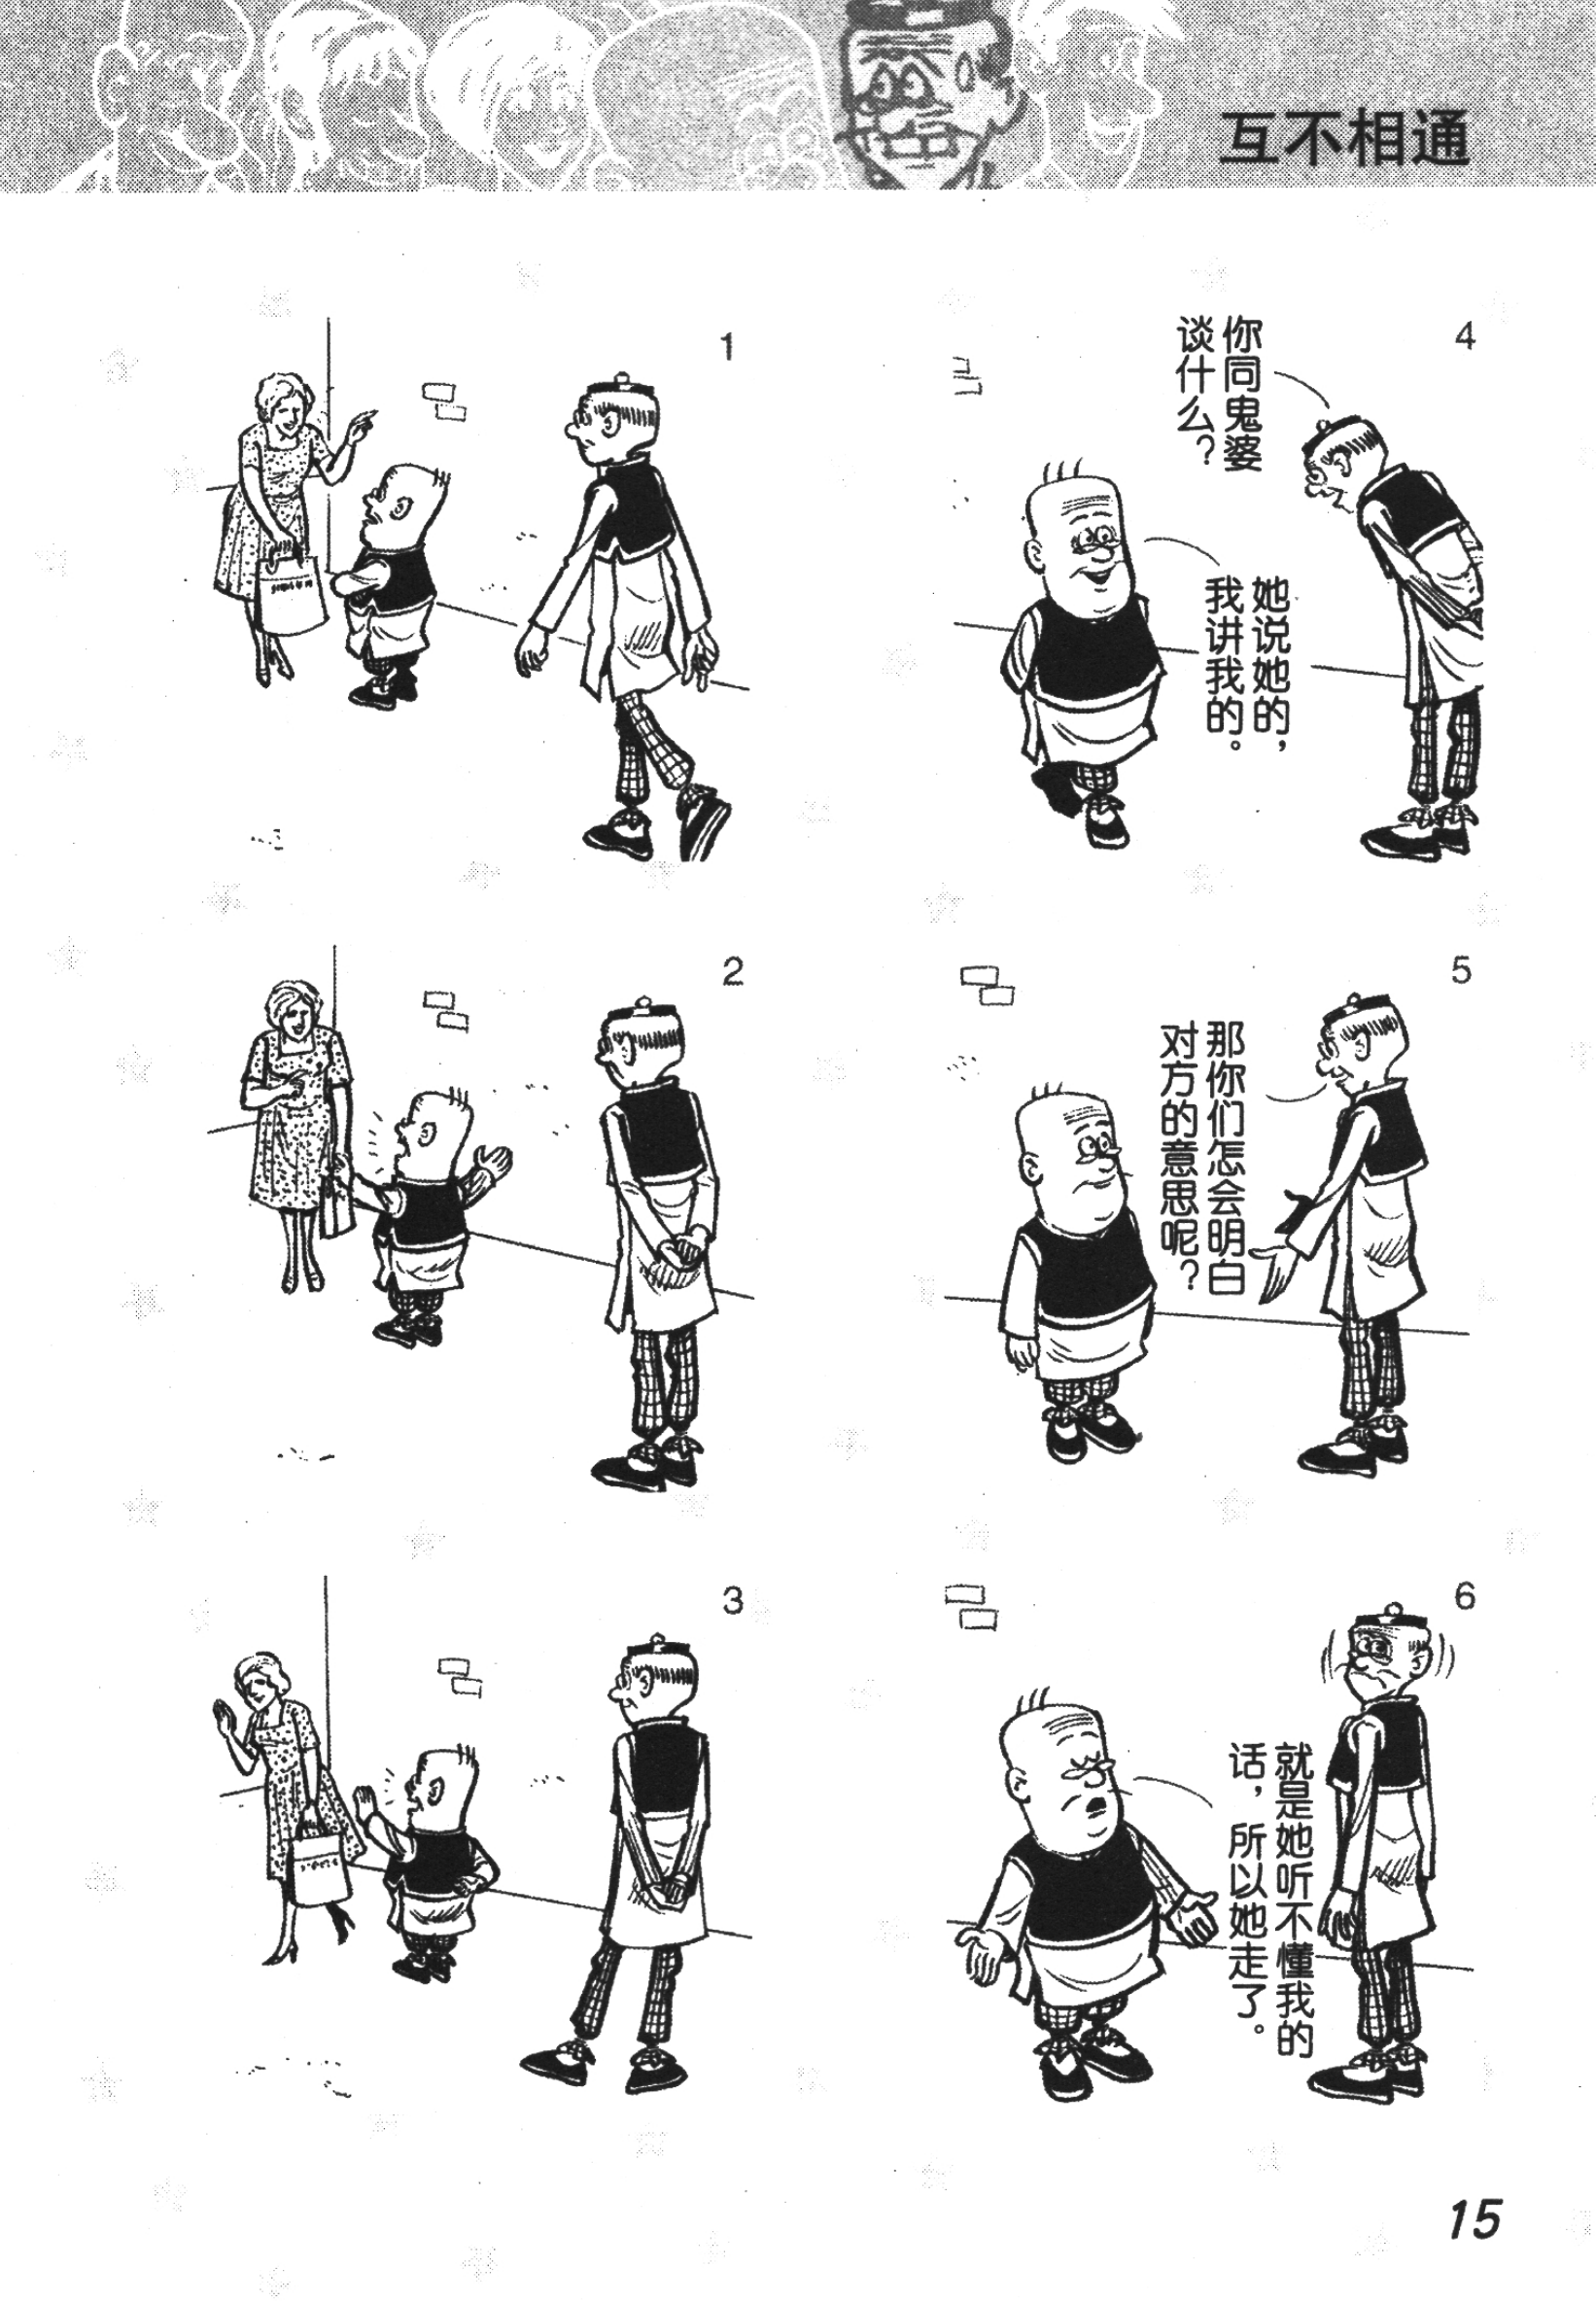 互不相通
1
2
3
4
你同鬼婆
谈什么？
她说她的，
我讲我的。
5
那你们怎会明白
对方的意思呢？
6
就是她听不懂我的
话，所以她走了。
15